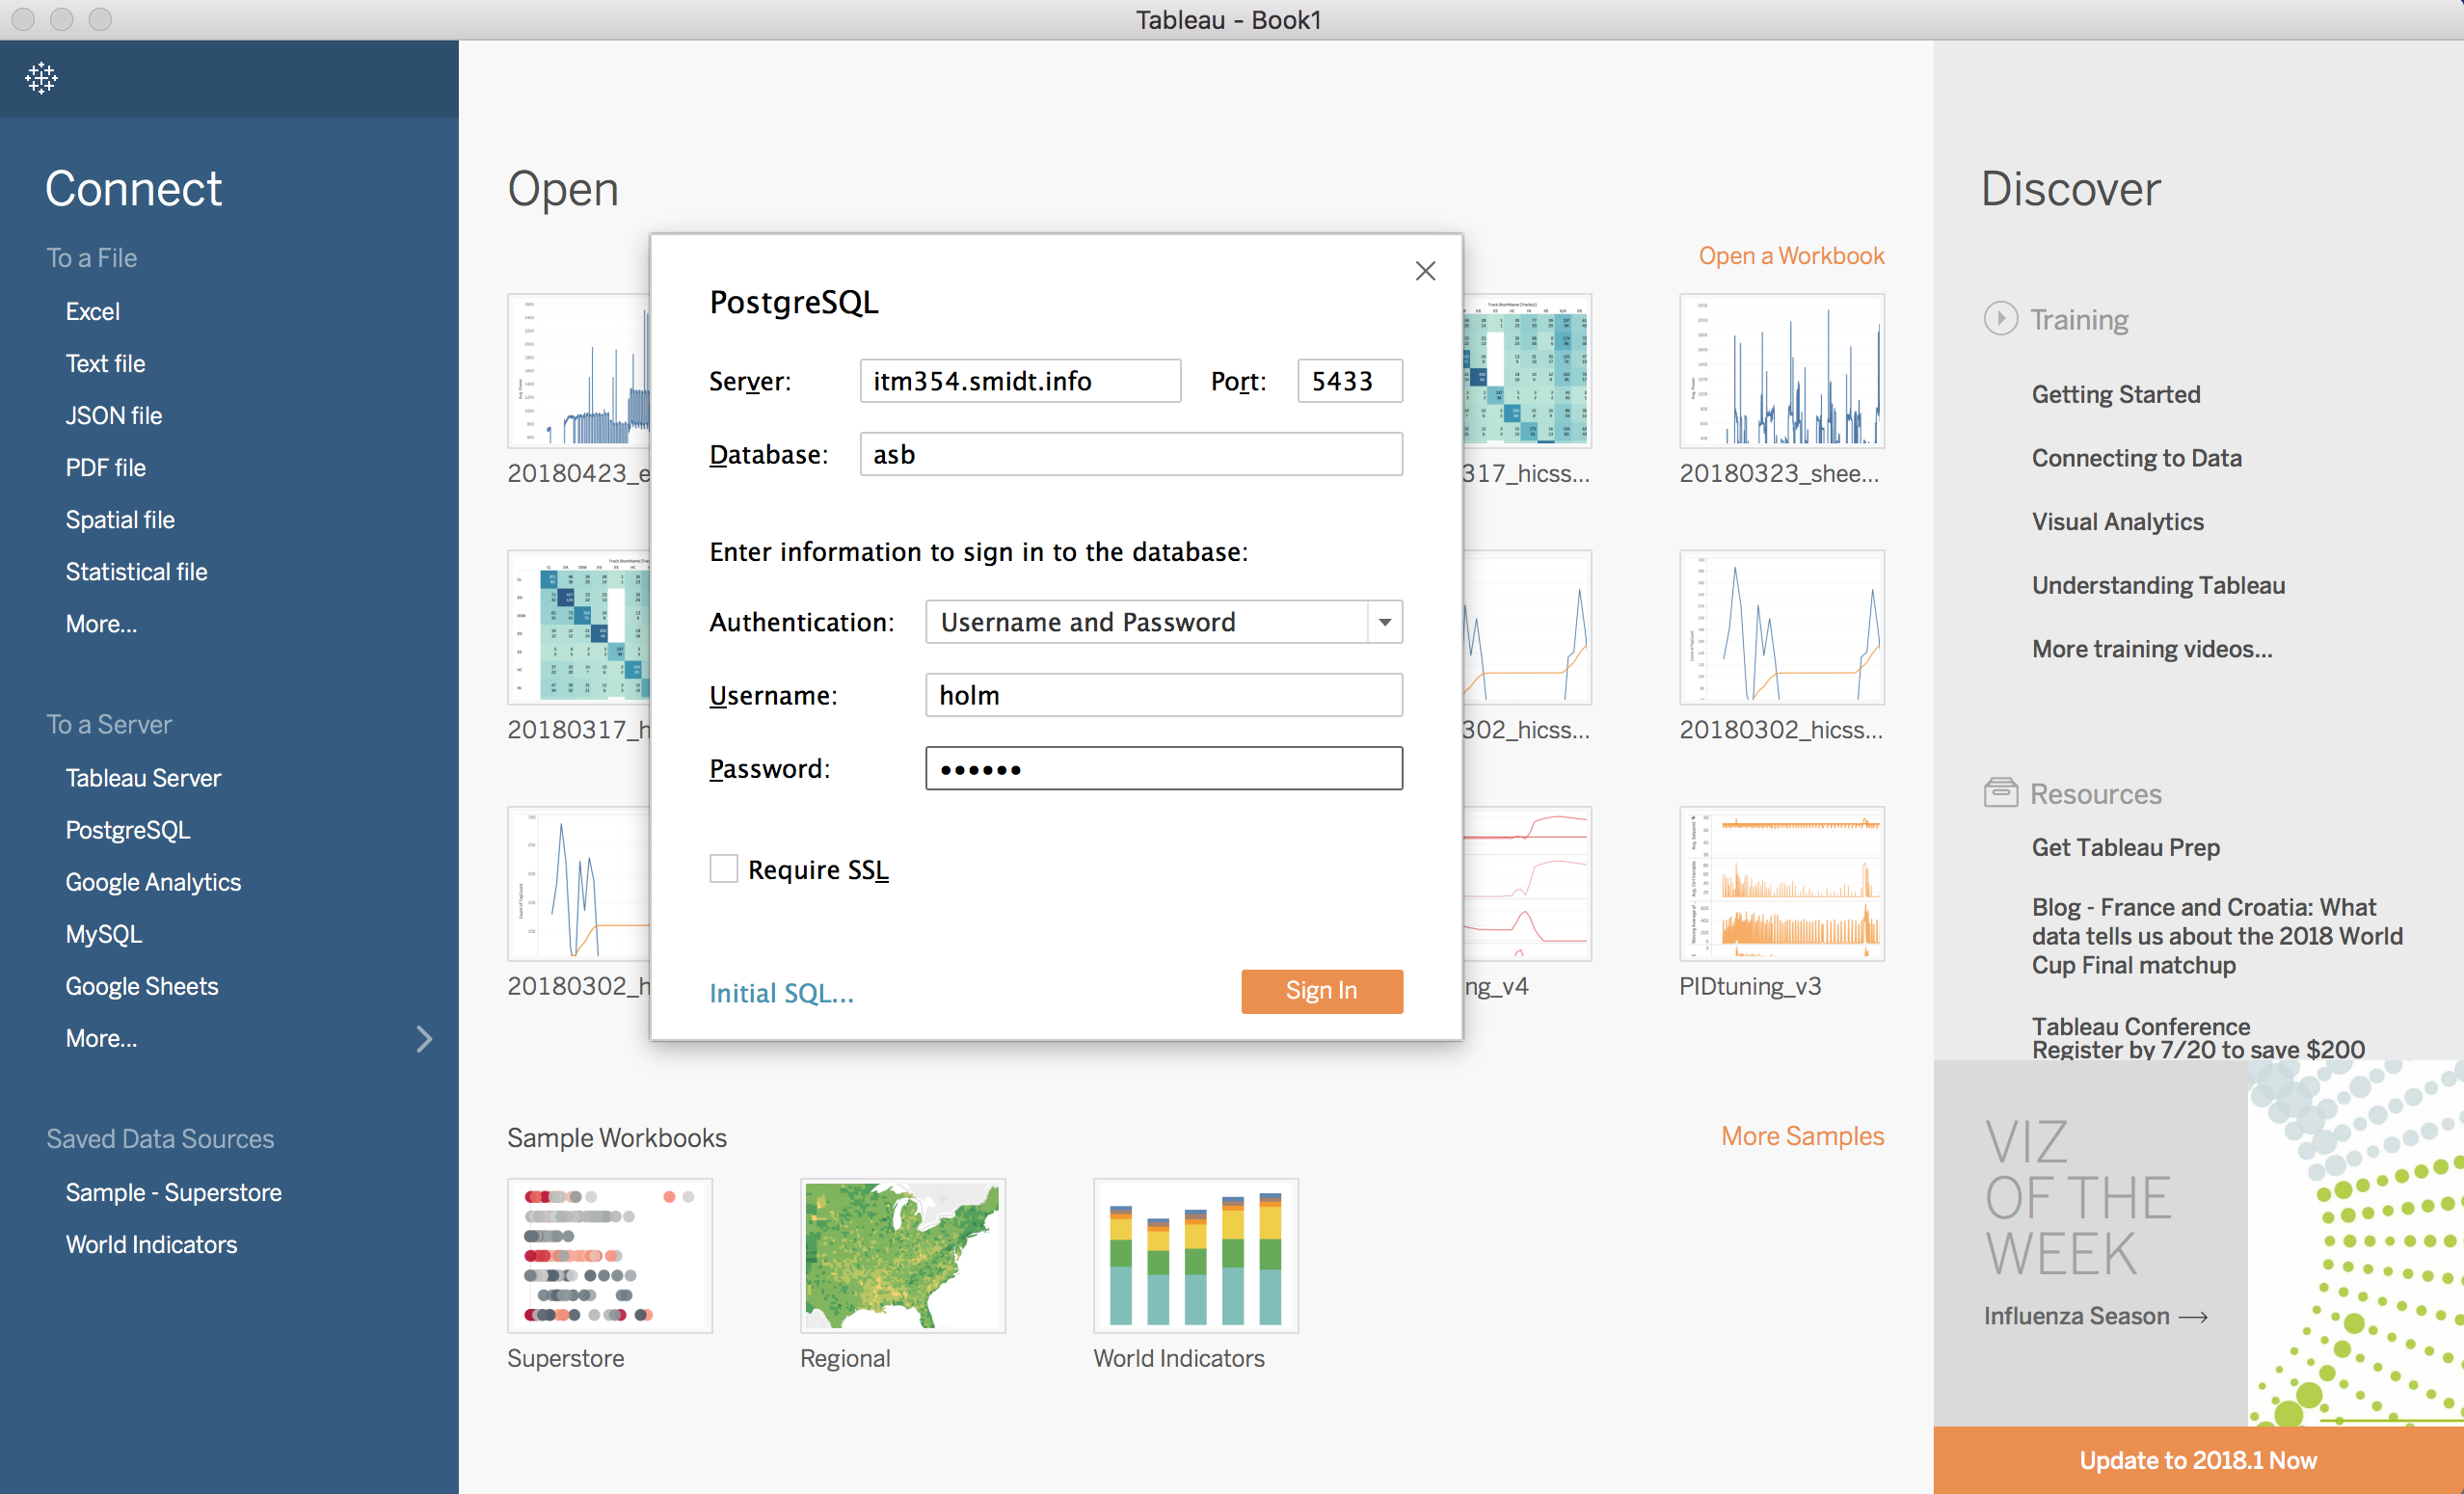 Tableau - Book1
Connect
To a File
Excel
Text file
JSON file
PDF file
Spatial file
Statistical file
More...
To a Server
Tableau Server
PostgreSQL
Google Analytics
MySQL
Google Sheets
More...
Saved Data Sources
Sample - Superstore
World Indicators
Open
Open a Workbook
20180423_e
317_hicss...
20180323_shee...
20180317_h
302_hicss...
20180302_hicss...
20180302_h
ng_v4
PIDtuning_v3
PostgreSQL
Server: itm354.smidt.info Port: 5433
Database: asb
Enter information to sign in to the database:
Authentication: Username and Password
Username: holm
Password: ••••••
Require SSL
Initial SQL... Sign In
Sample Workbooks
More Samples
Superstore
Regional
World Indicators
Discover
Training
Getting Started
Connecting to Data
Visual Analytics
Understanding Tableau
More training videos...
Resources
Get Tableau Prep
Blog - France and Croatia: What
data tells us about the 2018 World
Cup Final matchup
Tableau Conference
Register by 7/20 to save $200
VIZ
OF THE
WEEK
Influenza Season →
Update to 2018.1 Now